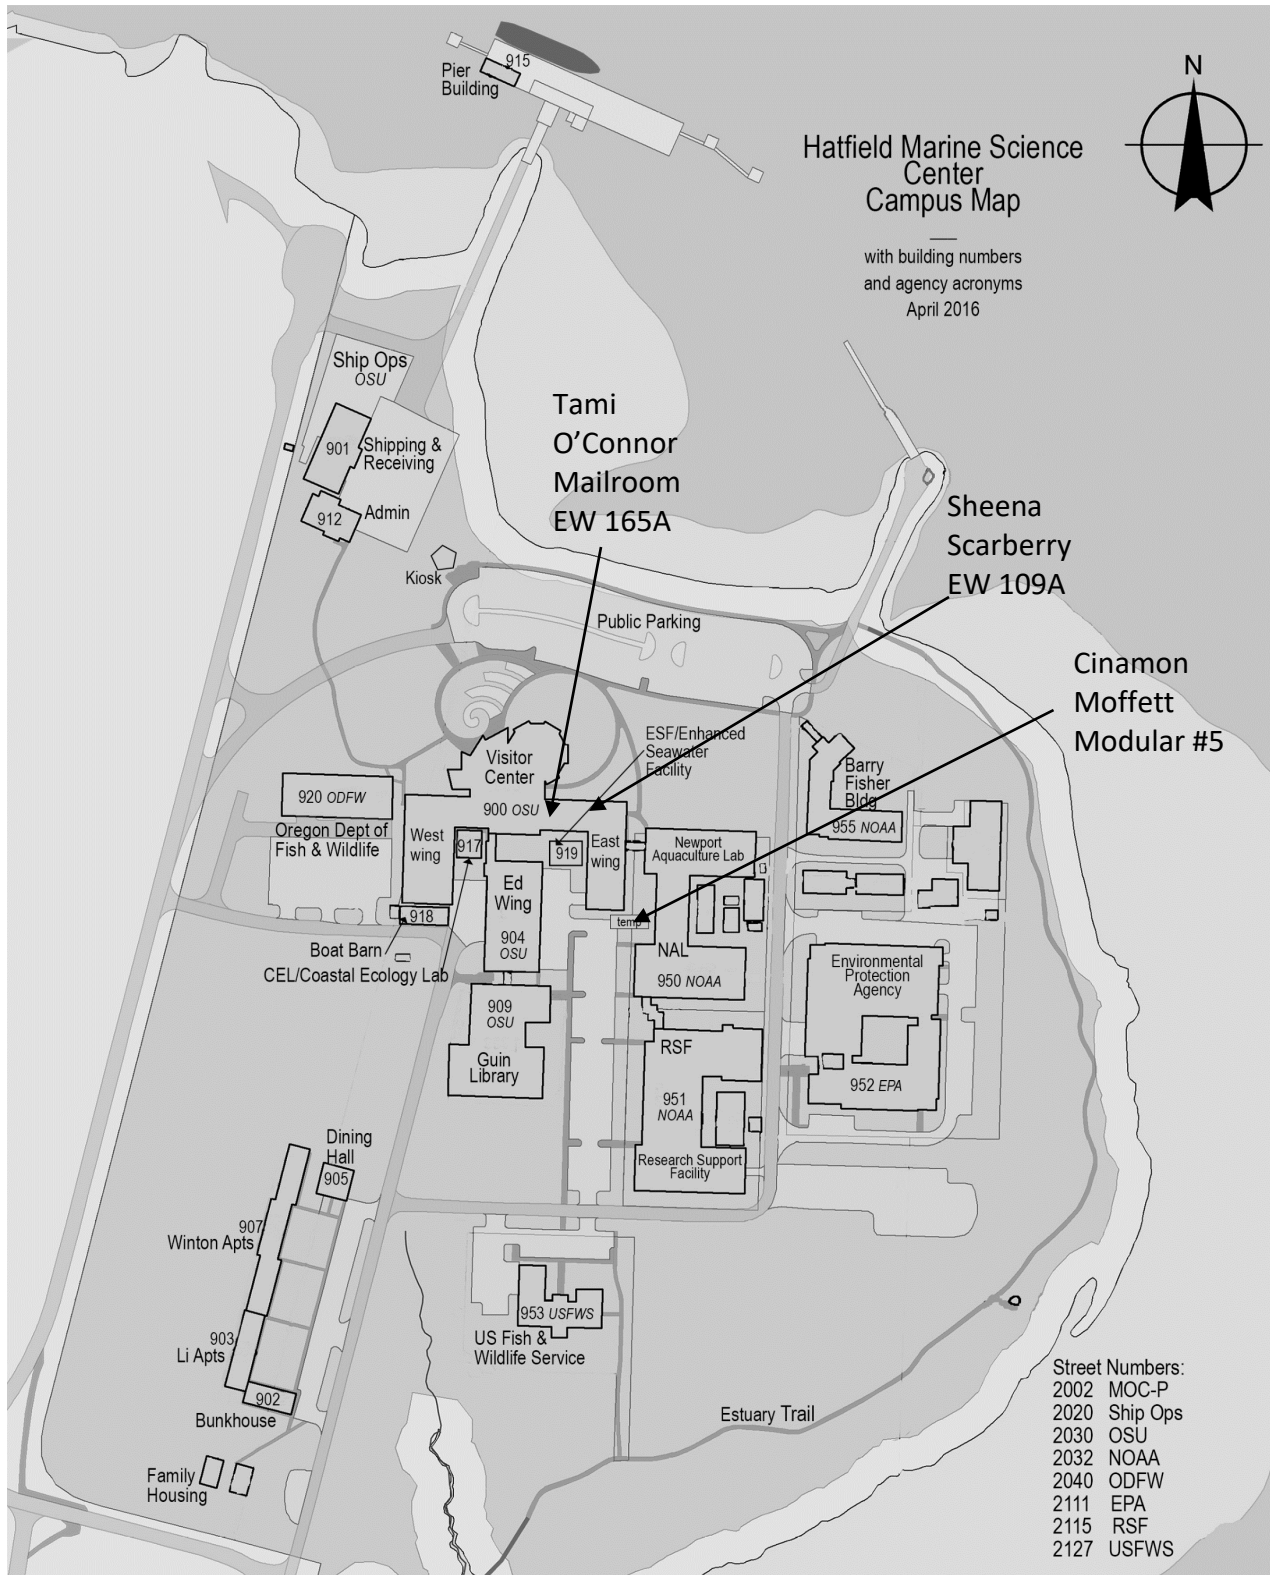 915
Pier
Building
N
Hatfield Marine Science
Center
Campus Map
with building numbers
and agency acronyms
April 2016
Ship Ops
OSU
901
Shipping &
Receiving
912
Admin
Kiosk
Tami
O’Connor
Mailroom
EW 165A
Sheena
Scarberry
EW 109A
Cinamon
Moffett
Modular #5
Public Parking
ESF/Enhanced
Seawater
Facility
Visitor
Center
900 OSU
920 ODFW
Oregon Dept of
Fish & Wildlife
West
wing
917
919
East
wing
Newport
Aquaculture Lab
Barry
Fisher
Bldg
955 NOAA
Ed
Wing
904
OSU
918
temp
Boat Barn
CEL/Coastal Ecology Lab
NAL
950 NOAA
Environmental
Protection
Agency
952 EPA
909
OSU
Guin
Library
RSF
951
NOAA
Research Support
Facility
Dining
Hall
905
907
Winton Apts
903
Li Apts
902
Bunkhouse
Family
Housing
953 USFWS
US Fish &
Wildlife Service
Estuary Trail
Street Numbers:
2002 MOC-P
2020 Ship Ops
2030 OSU
2032 NOAA
2040 ODFW
2111 EPA
2115 RSF
2127 USFWS